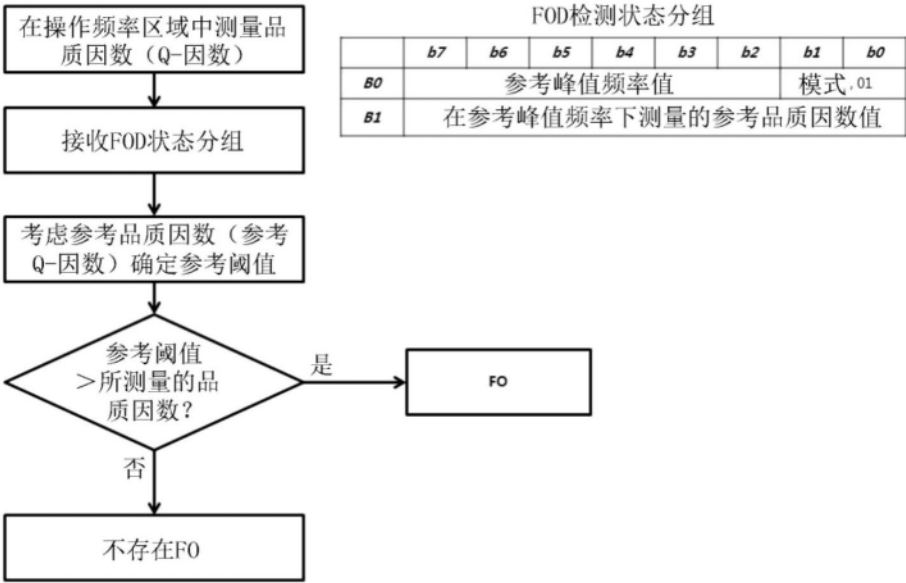 在操作频率区域中测量品
质因数（Q-因数）
接收FOD状态分组
考虑参考品质因数（参考
Q-因数）确定参考阈值
参考阈值
＞所测量的品
质因数？
是
FO
否
不存在FO
FOD检测状态分组
b7 b6 b5 b4 b3 b2 b1 b0
B0 参考峰值频率值 模式,01
B1 在参考峰值频率下测量的参考品质因数值